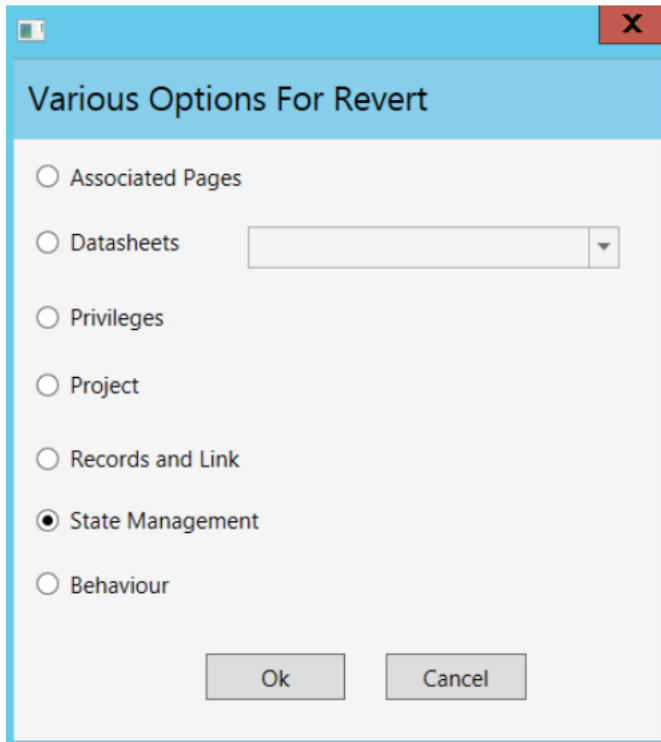 X
Various Options For Revert
Associated Pages
Datasheets
Privileges
Project
Records and Link
State Management
Behaviour
Ok Cancel